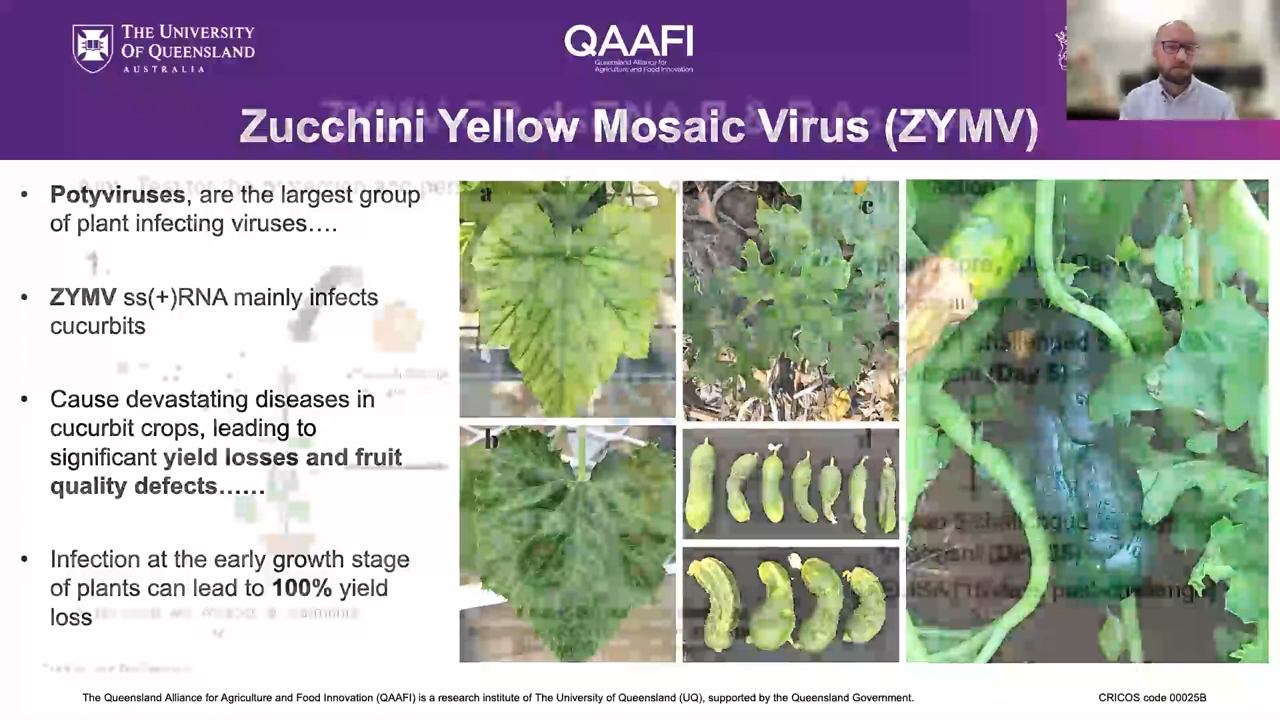 THE UNIVERSITY
OF QUEENSLAND
AUSTRALIA
QAAFI
Queensland Alliance for
Agriculture and Food Innovation
Zucchini Yellow Mosaic Virus (ZYMV)
• Potyviruses, are the largest group
of plant infecting viruses….
• ZYMV ss(+)RNA mainly infects
cucurbits
• Cause devastating diseases in
cucurbit crops, leading to
significant yield losses and fruit
quality defects……
• Infection at the early growth stage
of plants can lead to 100% yield
loss
a
c
b
d
The Queensland Alliance for Agriculture and Food Innovation (QAAFI) is a research institute of The University of Queensland (UQ), supported by the Queensland Government.
CRICOS code 00025B